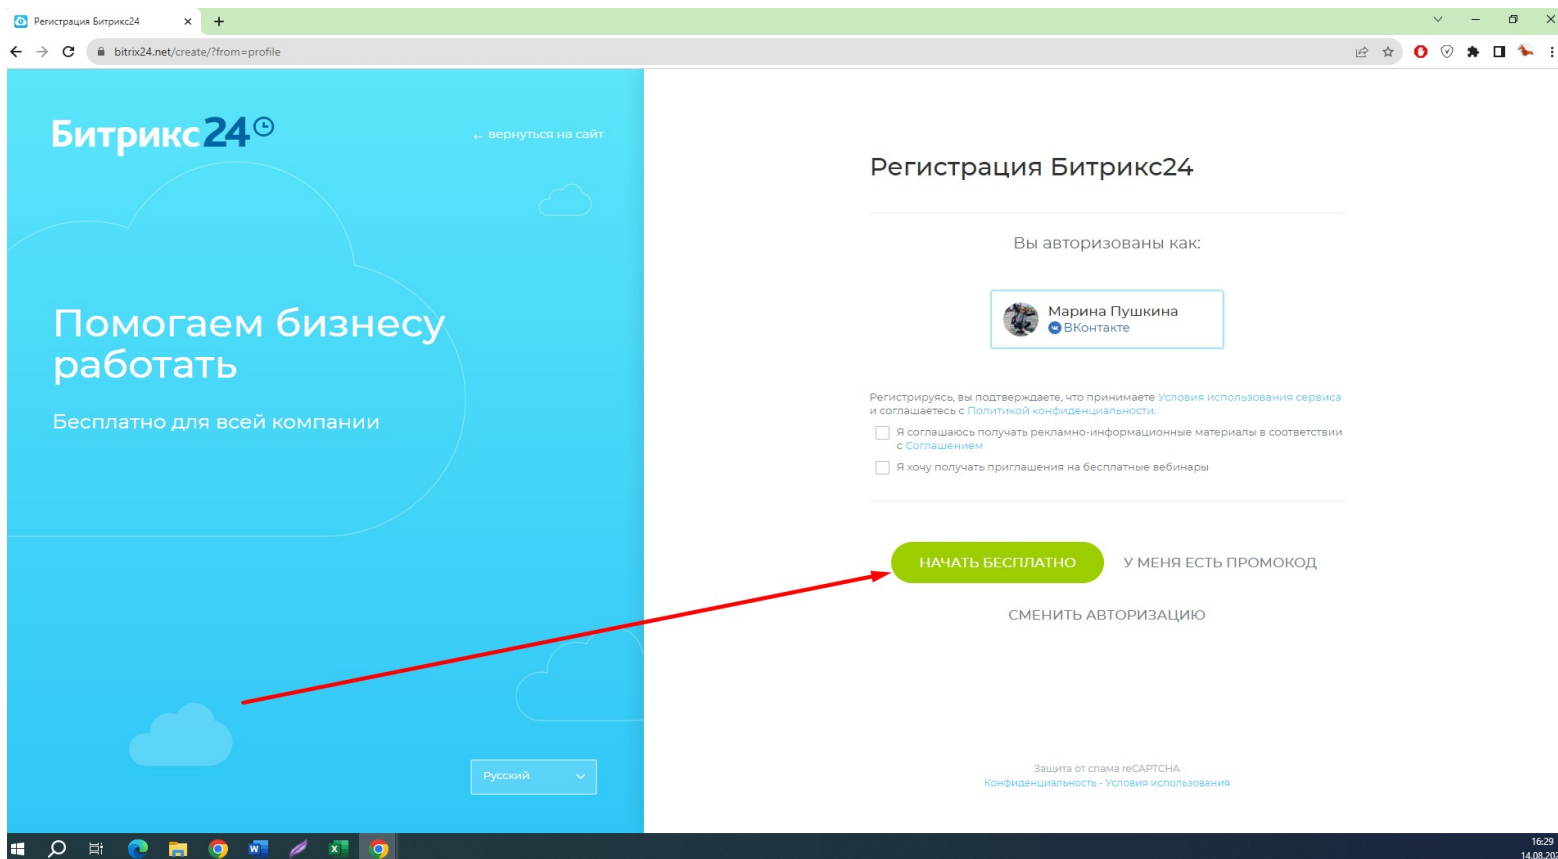 Регистрация Битрикс24
bitrix24.net/create/?from=profile
Битрикс24
← вернуться на сайт
Помогаем бизнесу
работать
Бесплатно для всей компании
Русский
Регистрация Битрикс24
Вы авторизованы как:
Марина Пушкина
ВКонтакте
Регистрируясь, вы подтверждаете, что принимаете Условия использования сервиса
и соглашаетесь с Политикой конфиденциальности.
Я соглашаюсь получать рекламно-информационные материалы в соответствии
с Соглашением
Я хочу получать приглашения на бесплатные вебинары
НАЧАТЬ БЕСПЛАТНО
У МЕНЯ ЕСТЬ ПРОМОКОД
СМЕНИТЬ АВТОРИЗАЦИЮ
Защита от спама reCAPTCHA
Конфиденциальность - Условия использования
16:29
14.08.202